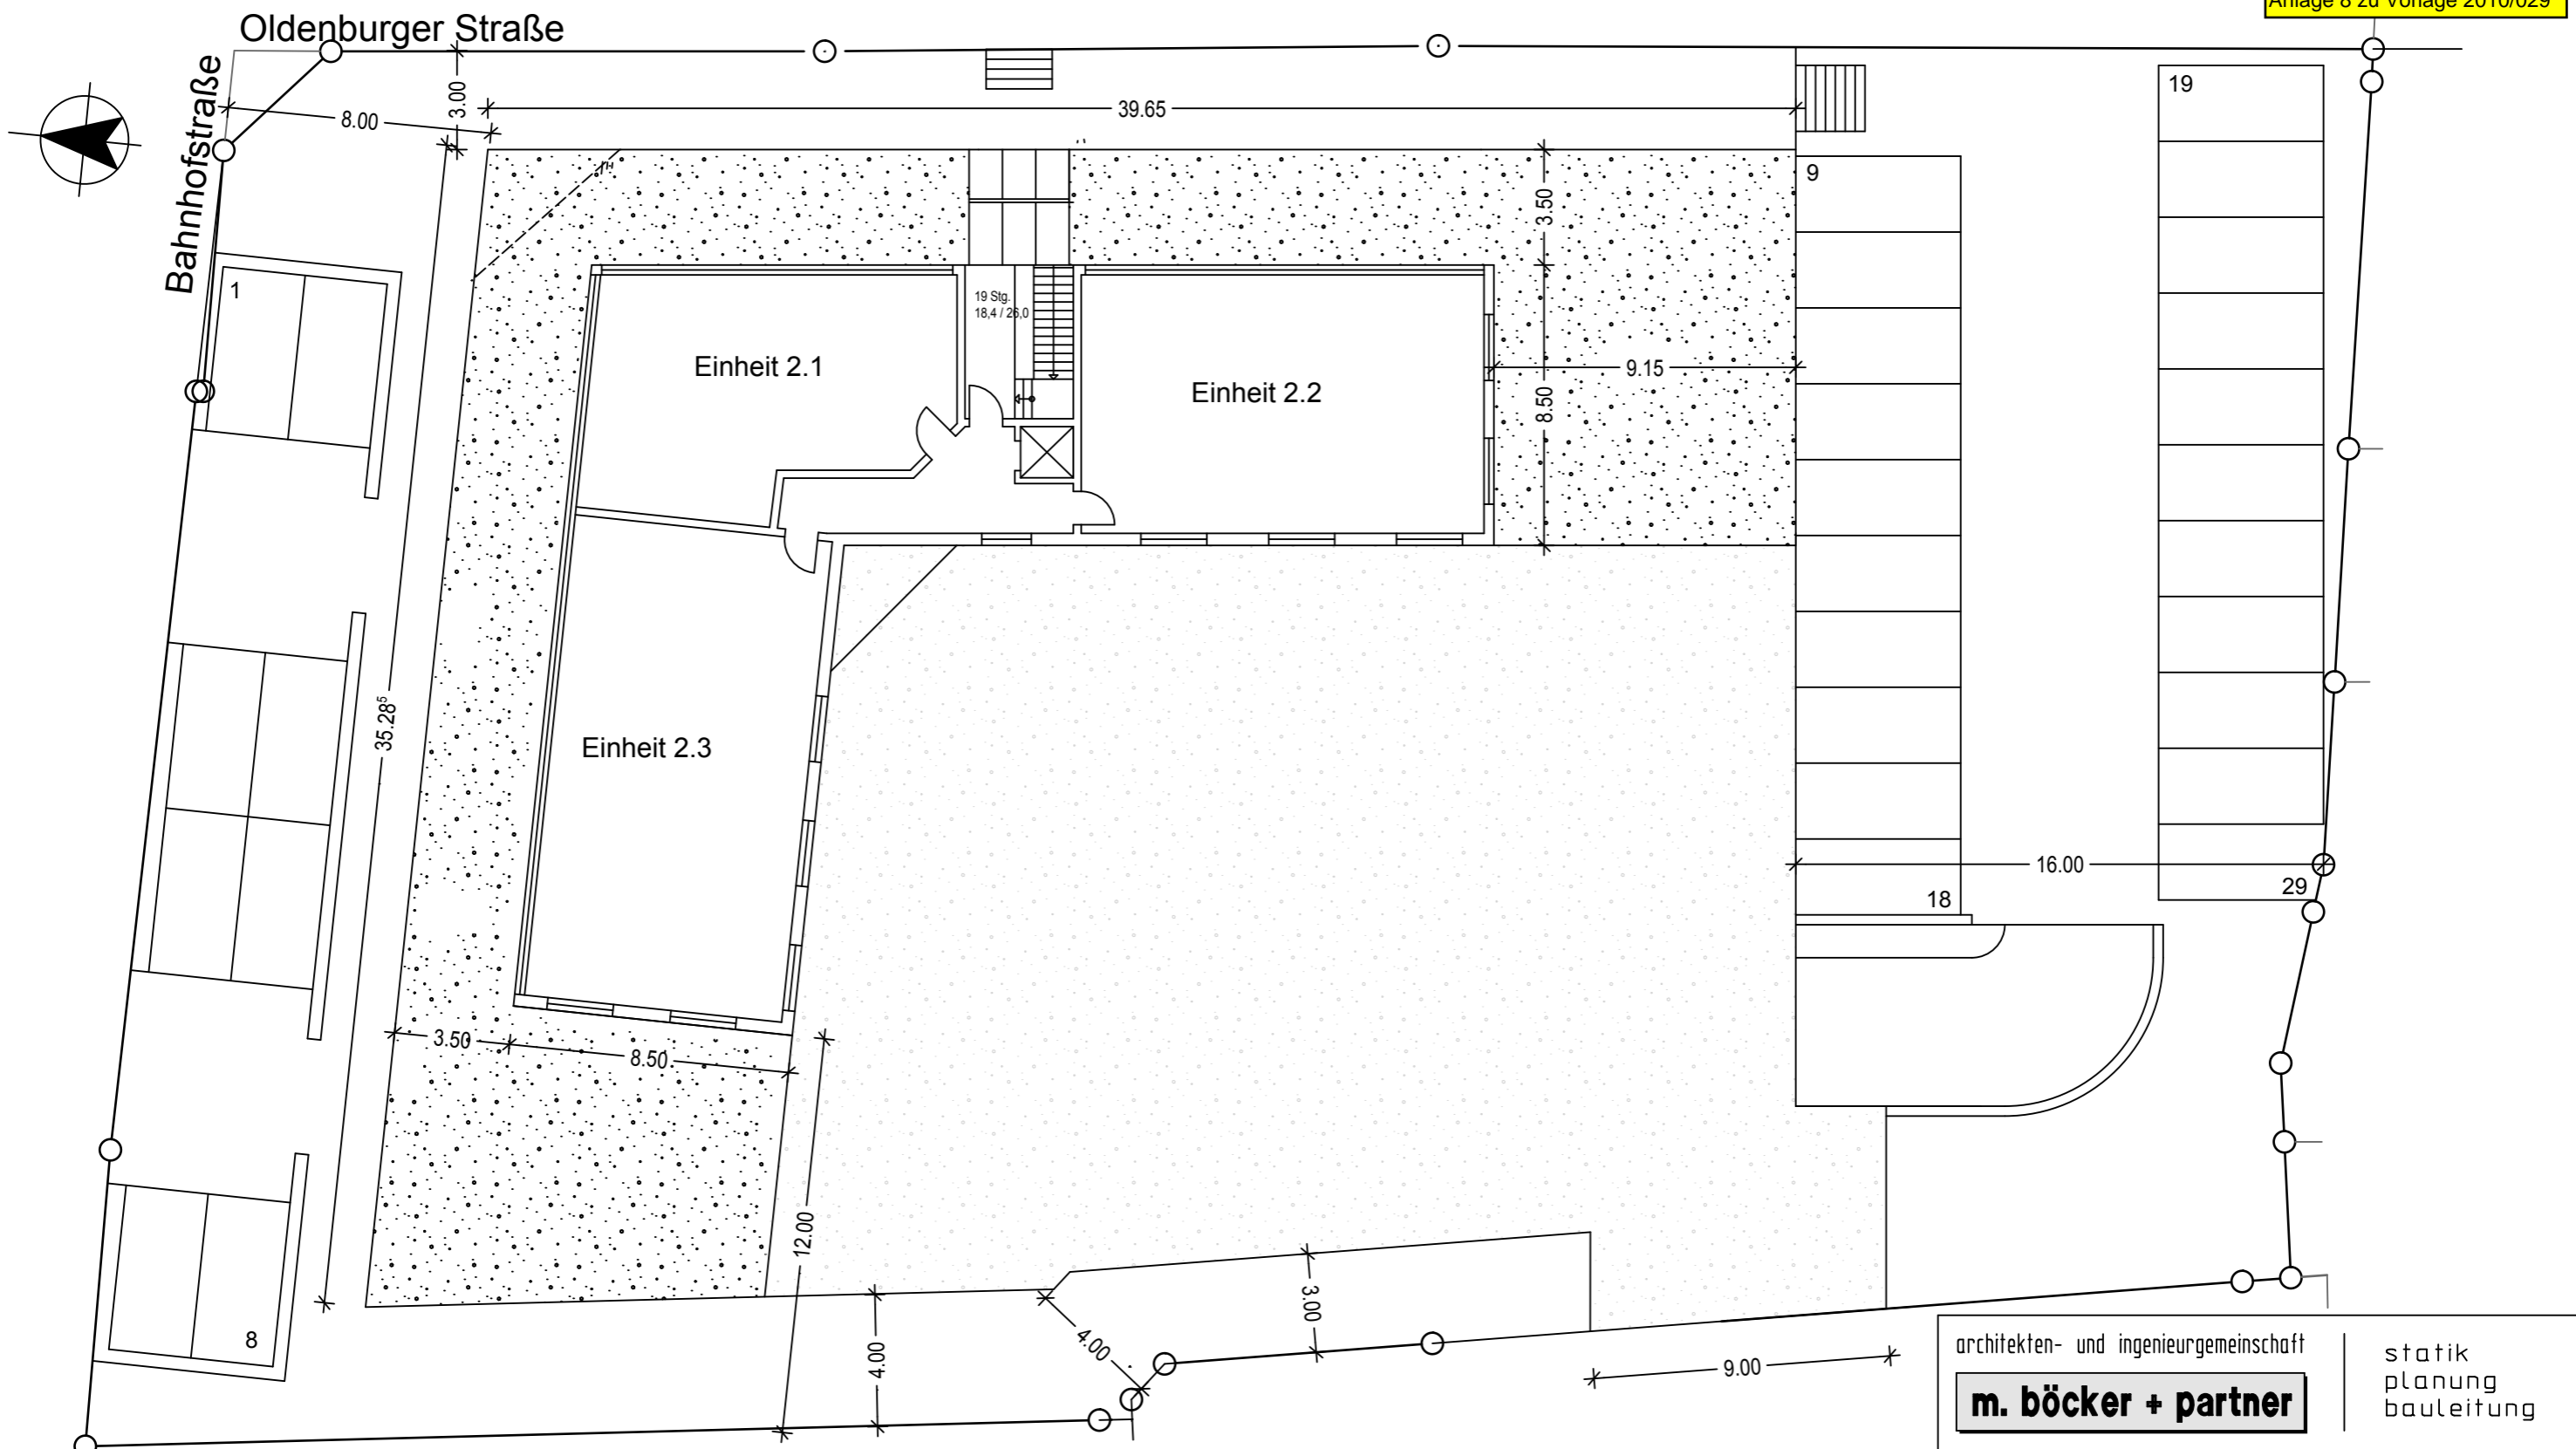 Anlage 8 zu Vorlage 2010/029
Oldenburger Straße
Bahnhofstraße
8.00
3.00
39.65
19
9
3.50
1
19 Stg.
18,4 / 26,0
Einheit 2.1
Einheit 2.2
9.15
8.50
35.28⁵
Einheit 2.3
16.00
29
18
3.50
8.50
12.00
3.00
4.00
4.00
9.00
8
architekten- und ingenieurgemeinschaft
m. böcker + partner
statik
planung
bauleitung